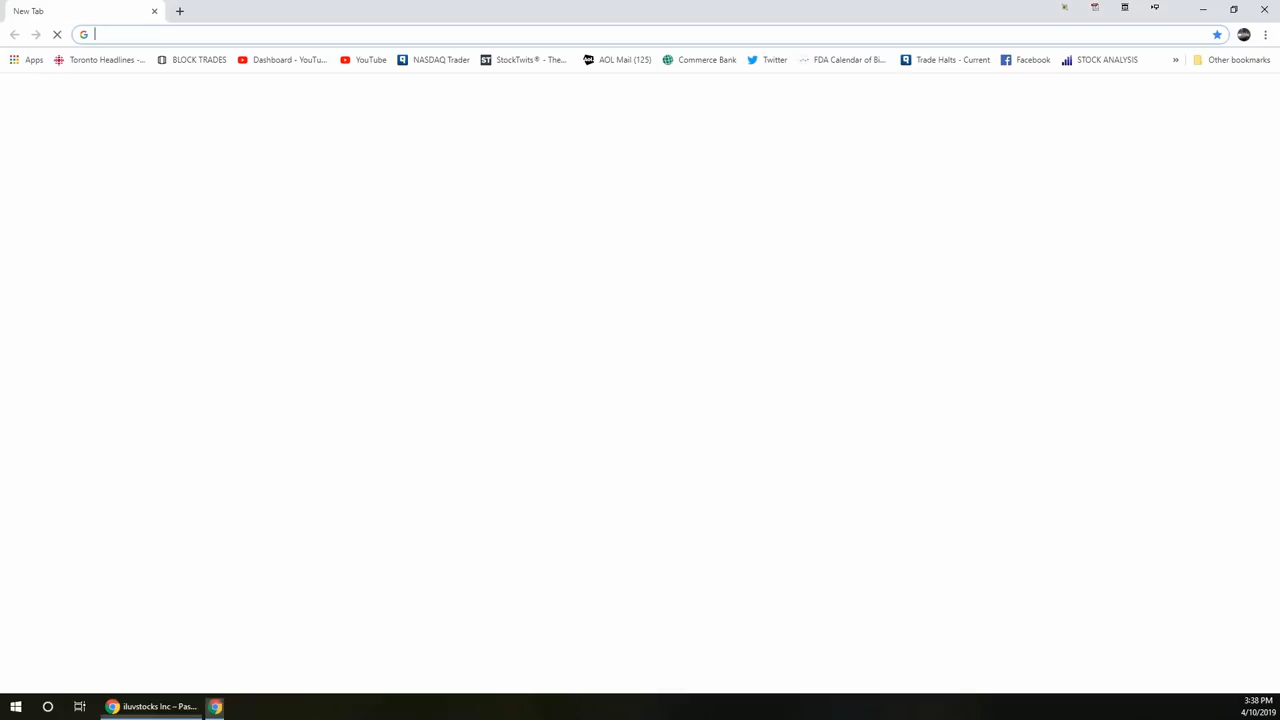 New Tab
Apps Toronto Headlines -... BLOCK TRADES Dashboard - YouTu... YouTube NASDAQ Trader ST StockTwits® - The... AOL Mail (125) Commerce Bank Twitter FDA Calendar of Bi... Trade Halts - Current Facebook STOCK ANALYSIS » Other bookmarks
iluvstocks Inc – Pas... 3:38 PM
4/10/2019